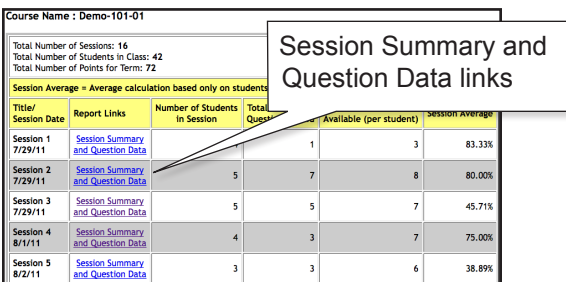 Course Name : Demo-101-01
Session Summary and
Question Data links
Total Number of Sessions: 16
Total Number of Students in Class: 42
Total Number of Points for Term: 72
Session Average = Average calculation based only on students
Title/ Session Date Report Links Number of Students in Session Total Available (per student) Session Average
Session 1 Session Summary
7/29/11 and Question Data 1 3 83.33%
Session 2 Session Summary
7/29/11 and Question Data 5 7 8 80.00%
Session 3 Session Summary
7/29/11 and Question Data 5 5 7 45.71%
Session 4 Session Summary
8/1/11 and Question Data 4 3 7 75.00%
Session 5 Session Summary
8/2/11 and Question Data 3 3 6 38.89%